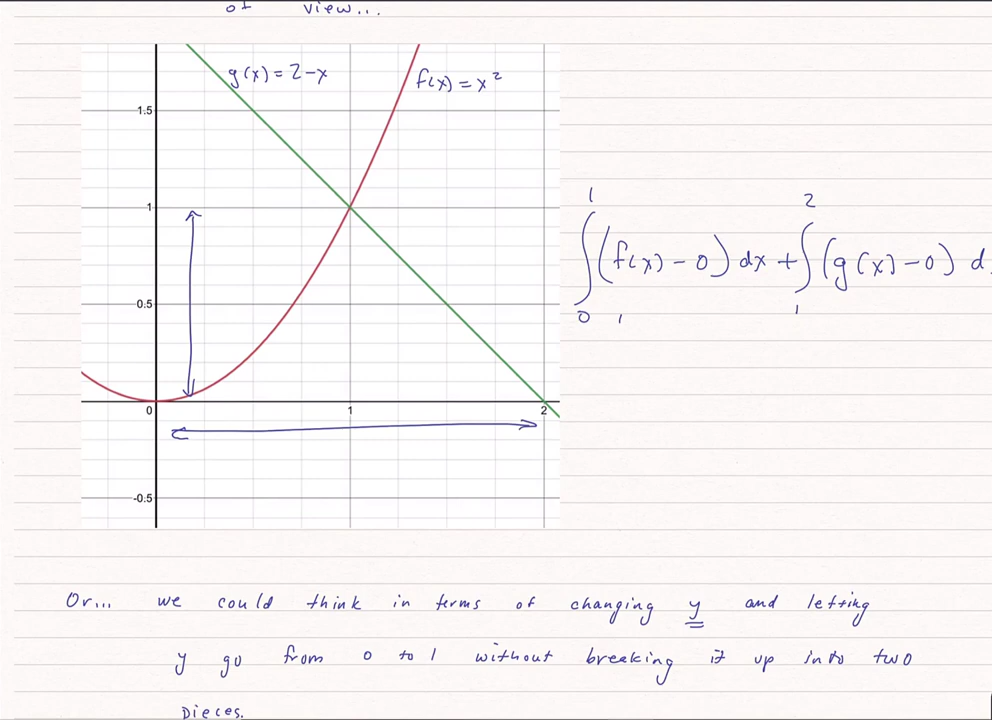 of view...
g(x) = 2-x
f(x) = x²
1.5
1
0.5
0 1 2
-0.5
∫₀¹ (f(x) - 0) dx + ∫₁² (g(x) - 0) d
Or... we could think in terms of changing y and letting
y go from 0 to 1 without breaking it up into two
pieces.